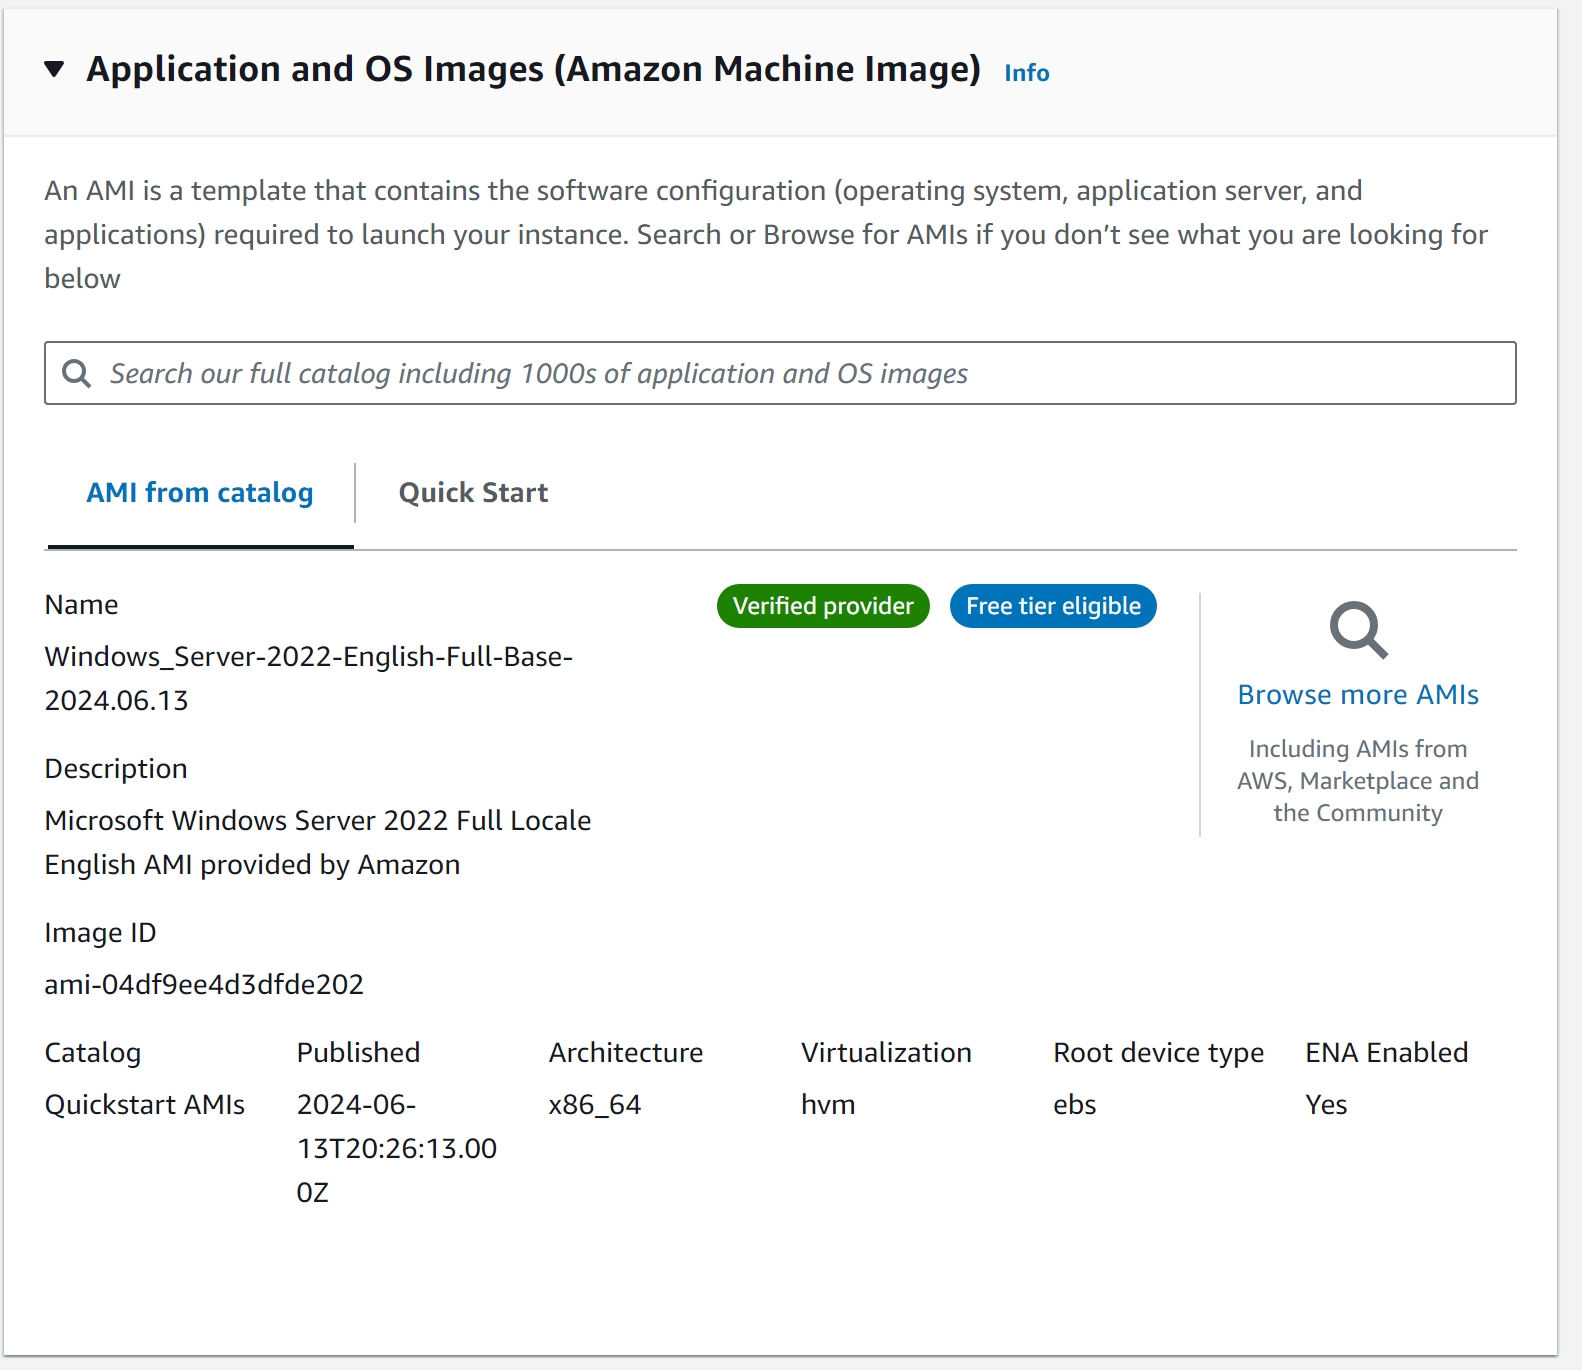 Application and OS Images (Amazon Machine Image) Info
An AMI is a template that contains the software configuration (operating system, application server, and
applications) required to launch your instance. Search or Browse for AMIs if you don’t see what you are looking for
below
Search our full catalog including 1000s of application and OS images
AMI from catalog
Quick Start
Name
Windows_Server-2022-English-Full-Base-
2024.06.13
Verified provider
Free tier eligible
Description
Microsoft Windows Server 2022 Full Locale
English AMI provided by Amazon
Image ID
ami-04df9ee4d3dfde202
Browse more AMIs
Including AMIs from
AWS, Marketplace and
the Community
Catalog
Quickstart AMIs
Published
2024-06-
13T20:26:13.00
0Z
Architecture
x86_64
Virtualization
hvm
Root device type
ebs
ENA Enabled
Yes